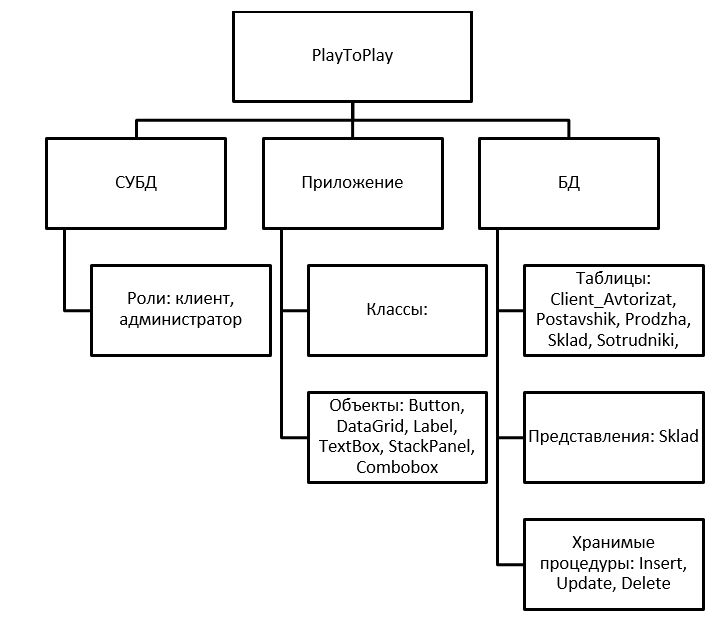 PlayToPlay
СУБД
Приложение
БД
Роли: клиент,
администратор
Классы:
Таблицы:
Client_Avtorizat,
Postavshik, Prodzha,
Sklad, Sotrudniki,
Объекты: Button,
DataGrid, Label,
TextBox, StackPanel,
Combobox
Представления: Sklad
Хранимые
процедуры: Insert,
Update, Delete